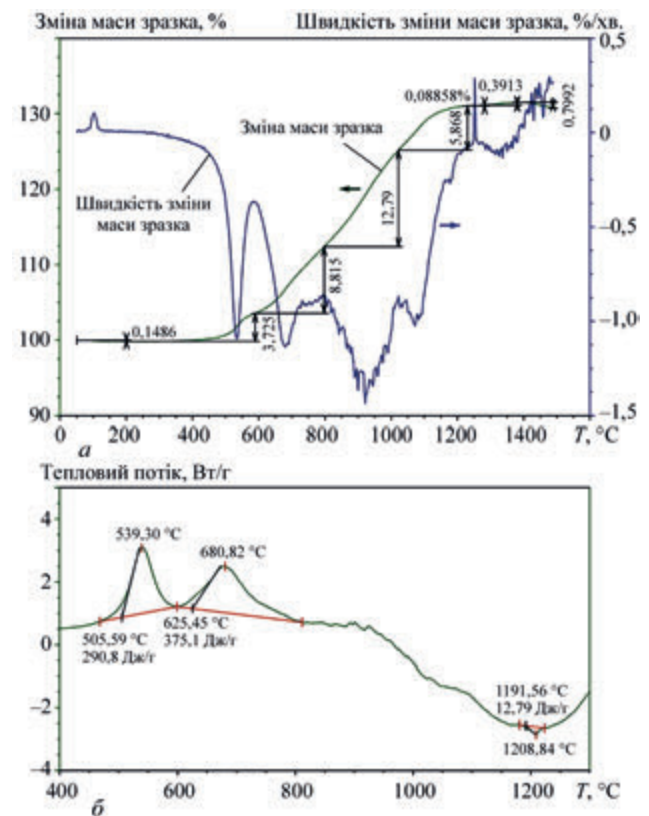 Зміна маси зразка, % Швидкість зміни маси зразка, %/хв.
0,5
0,08858% 0,3913
130
5,868
0,7992
0
Зміна маси зразка
120
Швидкість зміни
маси зразка
12,79
–0,5
110
8,815
100
0,1486
3,725
–1,0
90
–1,5
0 200 400 600 800 1000 1200 1400 T, °C
а
Тепловий потік, Вт/г
4
539,30 °C
680,82 °C
2
505,59 °C
290,8 Дж/г
625,45 °C
375,1 Дж/г
0
–2
1191,56 °C
12,79 Дж/г
1208,84 °C
–4
400 600 800 1000 1200 T, °C
б